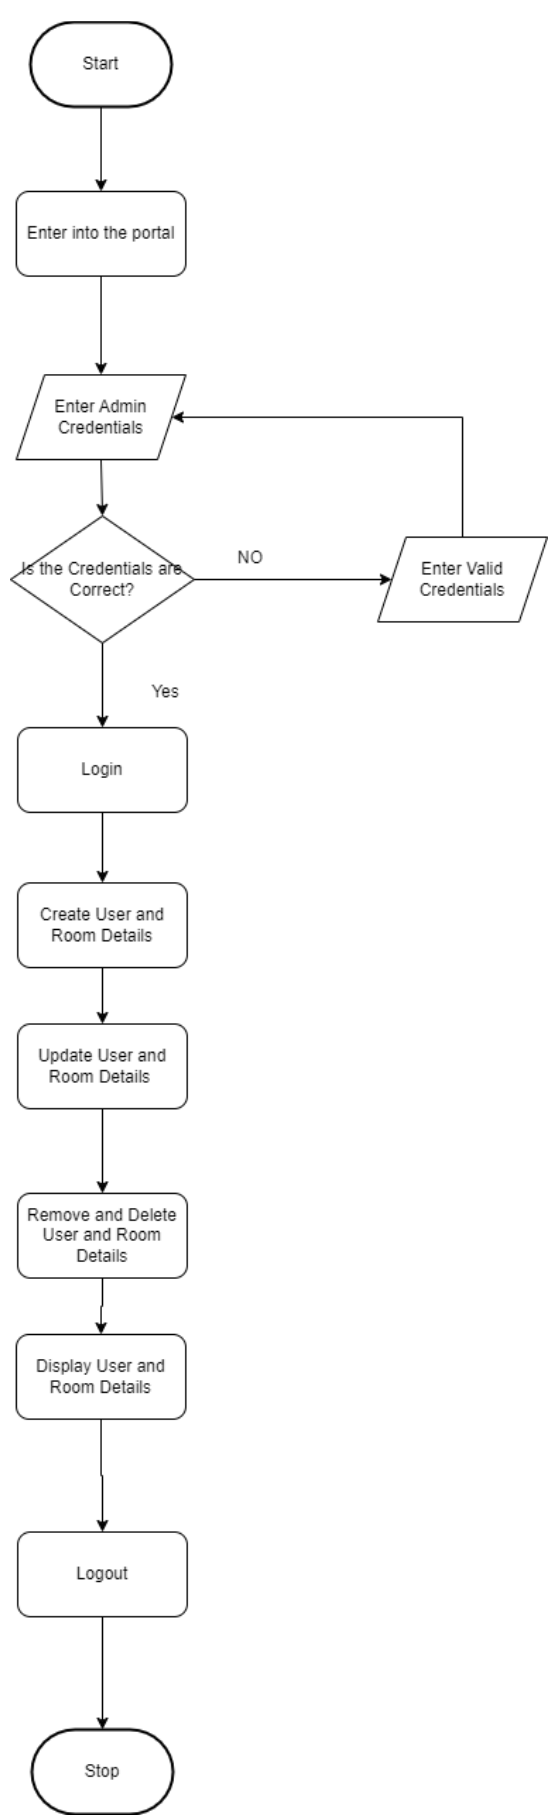 Start
Enter into the portal
Enter Admin
Credentials
Is the Credentials are
Correct?
NO
Enter Valid
Credentials
Yes
Login
Create User and
Room Details
Update User and
Room Details
Remove and Delete
User and Room
Details
Display User and
Room Details
Logout
Stop